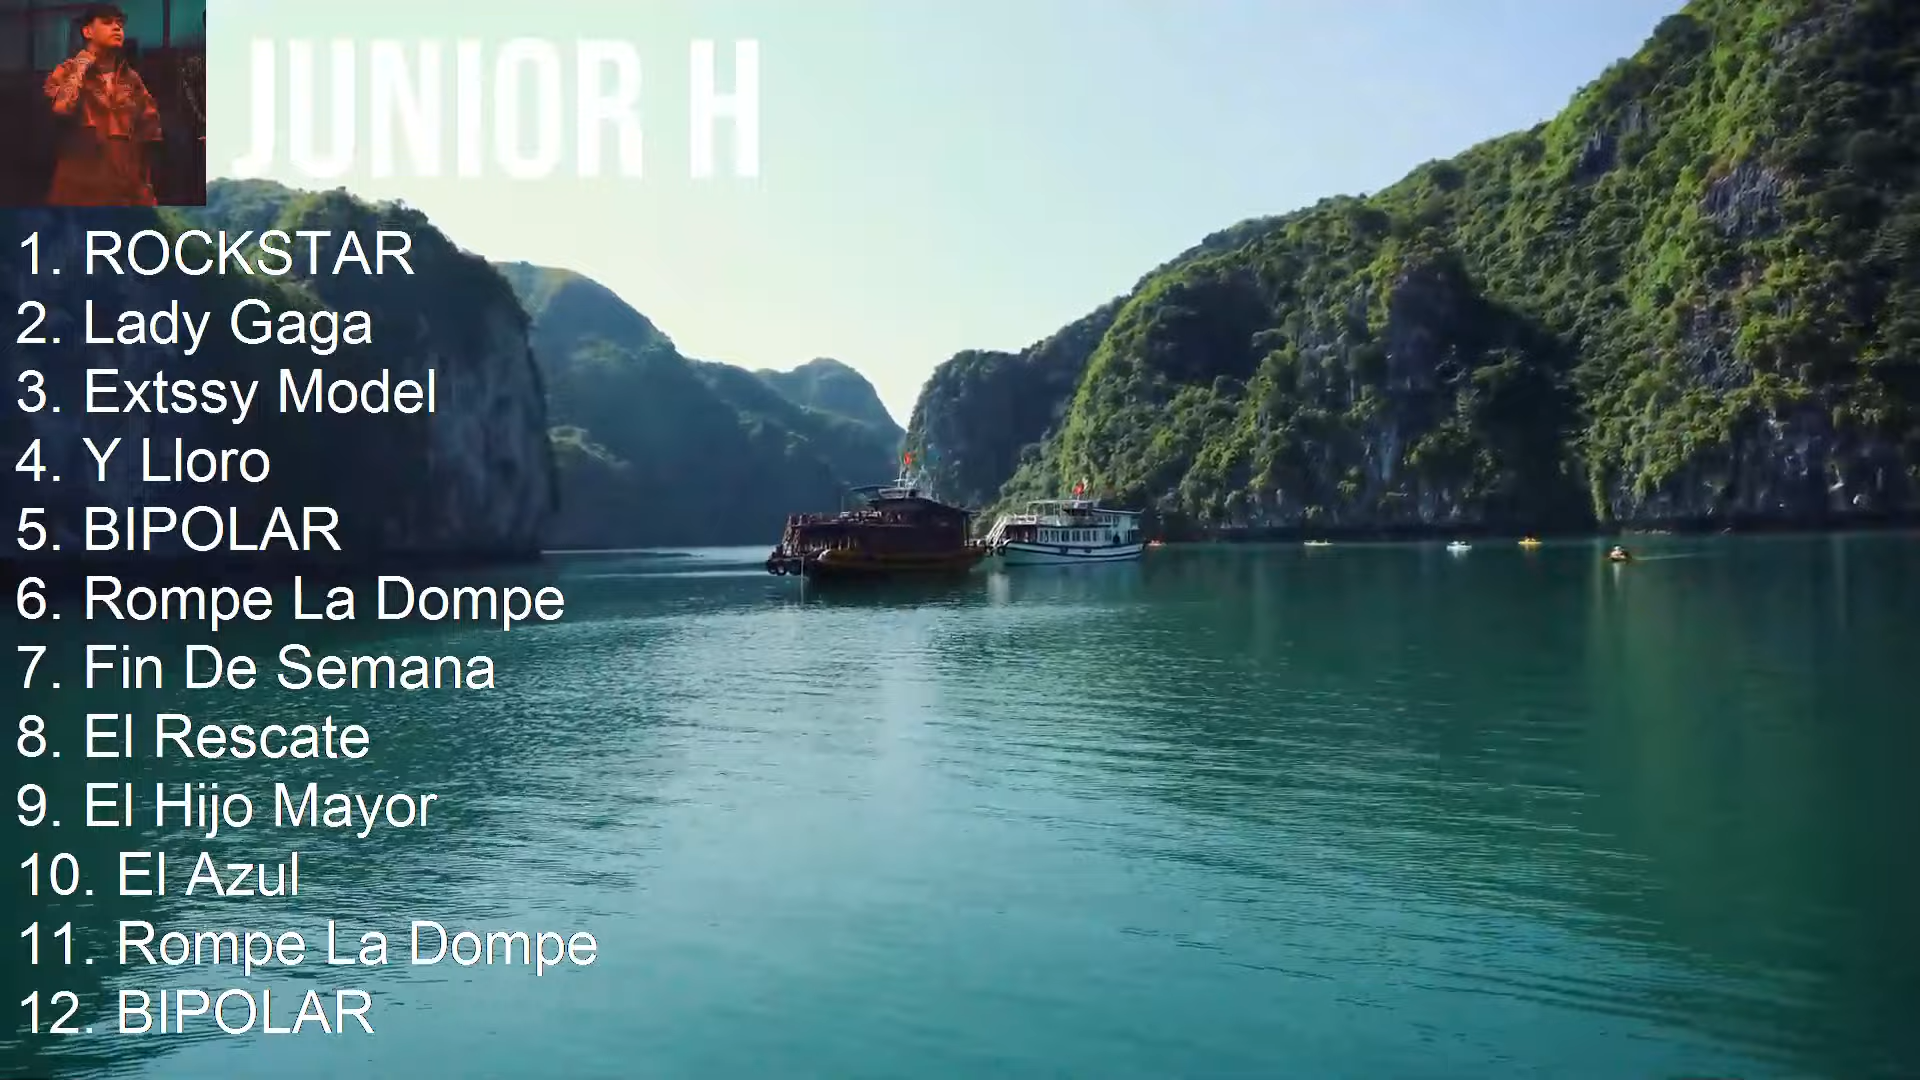 JUNIOR H
1. ROCKSTAR
2. Lady Gaga
3. Extssy Model
4. Y Lloro
5. BIPOLAR
6. Rompe La Dompe
7. Fin De Semana
8. El Rescate
9. El Hijo Mayor
10. El Azul
11. Rompe La Dompe
12. BIPOLAR